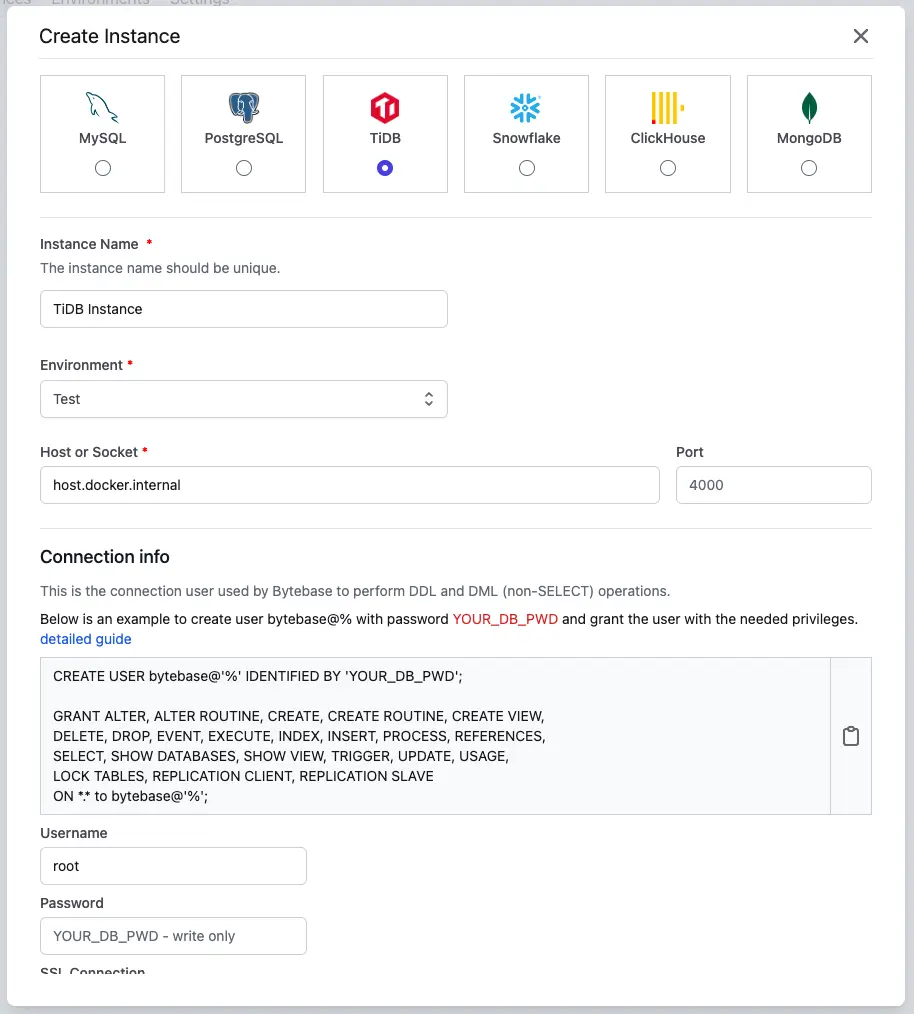 ices Environments Settings
Create Instance
MySQL PostgreSQL TiDB Snowflake ClickHouse MongoDB
Instance Name *
The instance name should be unique.
TiDB Instance
Environment *
Test
Host or Socket * Port
host.docker.internal 4000
Connection info
This is the connection user used by Bytebase to perform DDL and DML (non-SELECT) operations.
Below is an example to create user bytebase@% with password YOUR_DB_PWD and grant the user with the needed privileges.
detailed guide
CREATE USER bytebase@'%' IDENTIFIED BY 'YOUR_DB_PWD';
GRANT ALTER, ALTER ROUTINE, CREATE, CREATE ROUTINE, CREATE VIEW,
DELETE, DROP, EVENT, EXECUTE, INDEX, INSERT, PROCESS, REFERENCES,
SELECT, SHOW DATABASES, SHOW VIEW, TRIGGER, UPDATE, USAGE,
LOCK TABLES, REPLICATION CLIENT, REPLICATION SLAVE
ON *.* to bytebase@'%';
Username
root
Password
YOUR_DB_PWD - write only
SSL Connection